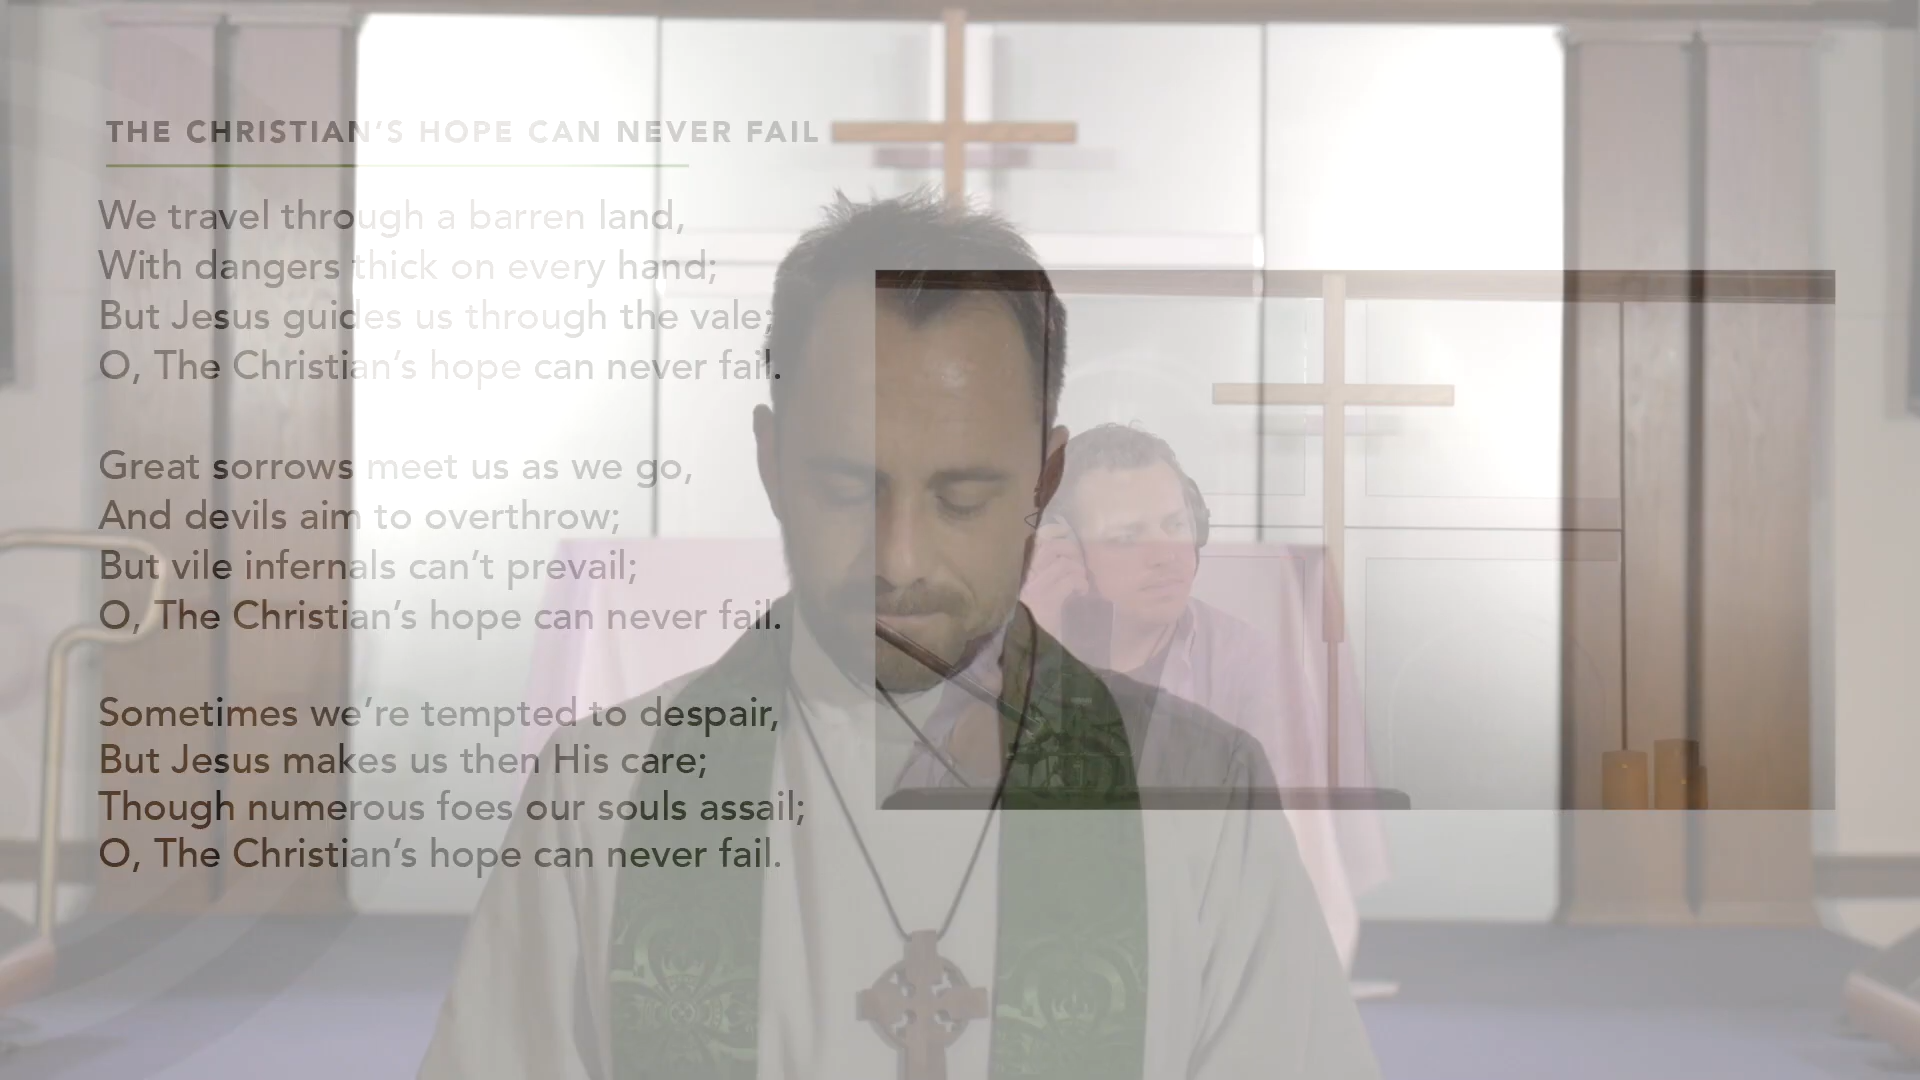 THE CHRISTIAN'S HOPE CAN NEVER FAIL
We travel through a barren land,
With dangers thick on every hand;
But Jesus guides us through the vale;
O, The Christian's hope can never fail.
Great sorrows meet us as we go,
And devils aim to overthrow;
But vile infernals can't prevail;
O, The Christian's hope can never fail.
Sometimes we're tempted to despair,
But Jesus makes us then His care;
Though numerous foes our souls assail;
O, The Christian's hope can never fail.